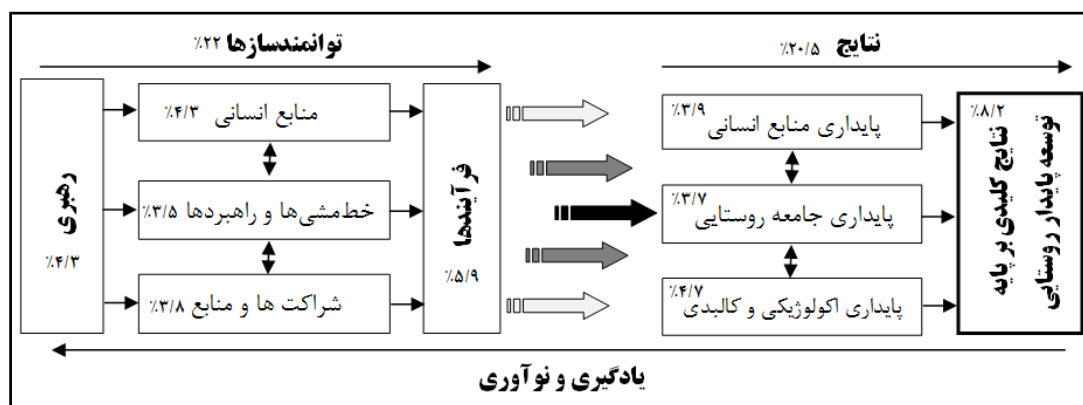 توانمندسازها ٪۲۲
نتایج ٪۲۰/۵
رهبری
٪۴/۳
منابع انسانی ٪۴/۳
خط‌مشی‌ها و راهبردها ٪۳/۵
شراکت ها و منابع ٪۳/۸
فرآیندها
٪۵/۹
٪۳/۹
پایداری منابع انسانی
٪۳/۷
پایداری جامعه روستایی
٪۴/۷
پایداری اکولوژیکی و کالبدی
٪۸/۲
نتایج کلیدی بر پایه
توسعه پایدار روستایی
یادگیری و نوآوری